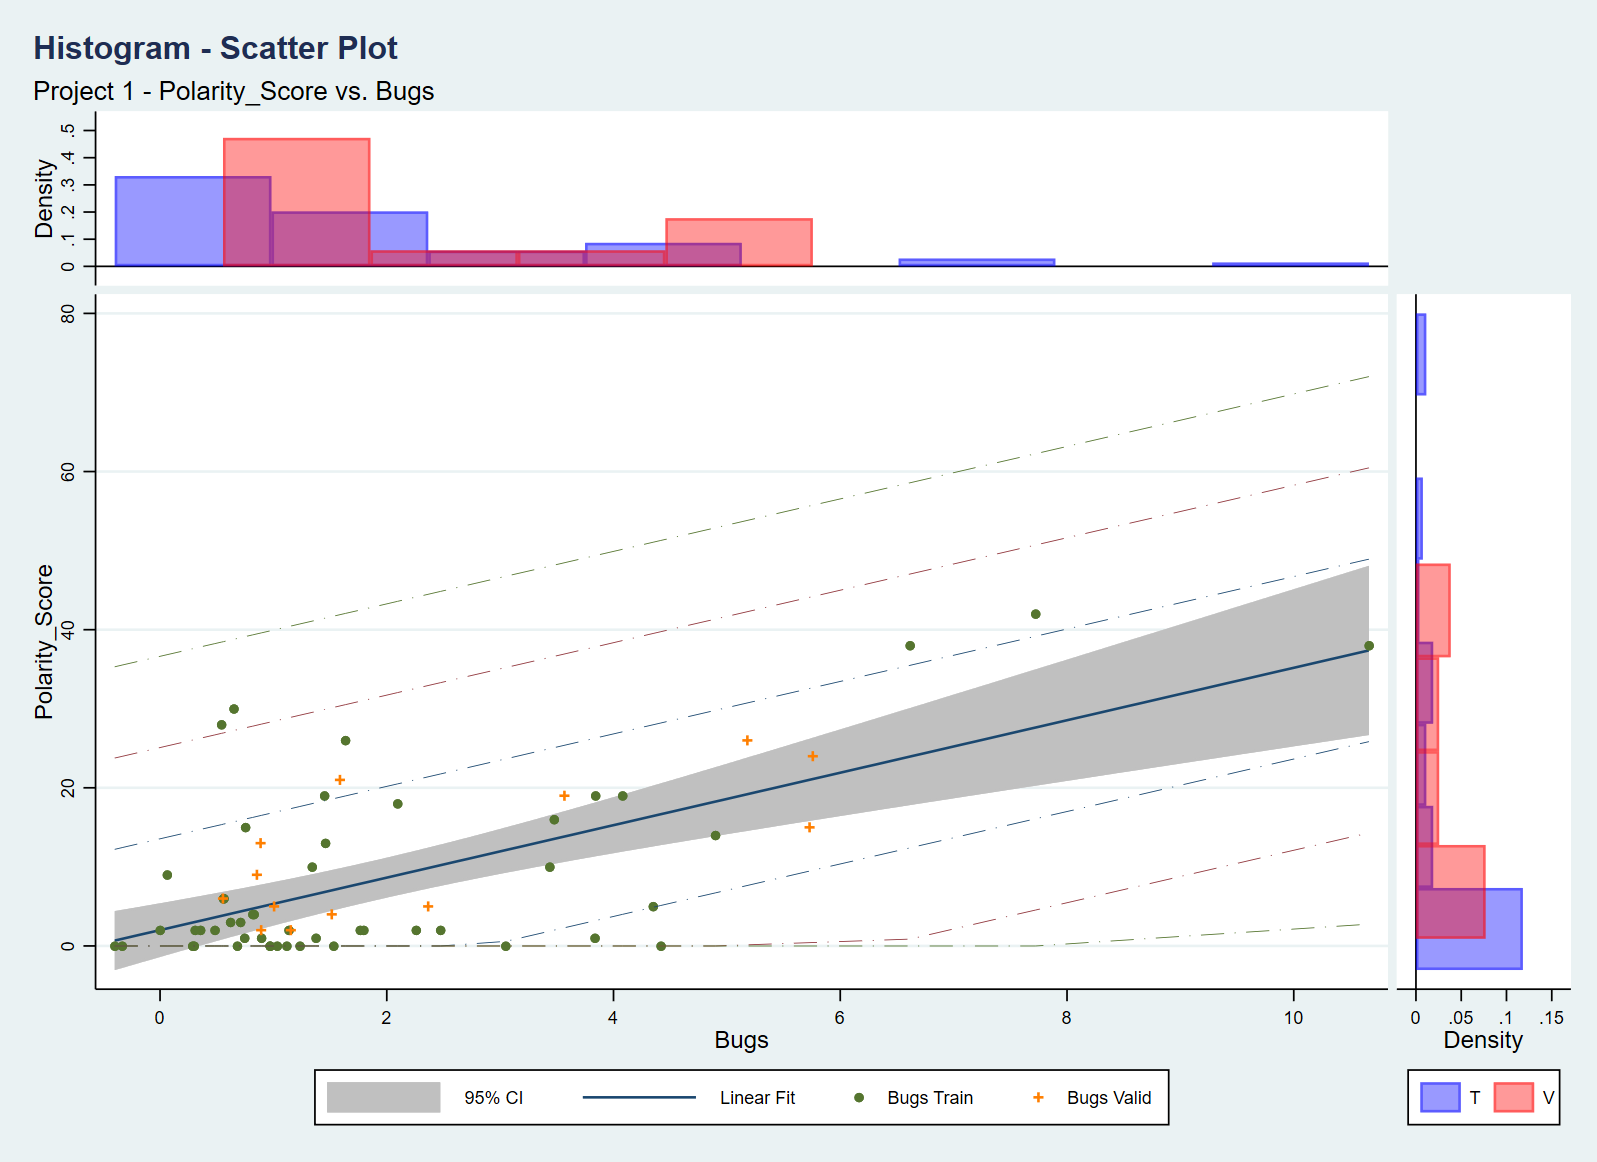 Histogram - Scatter Plot
Project 1 - Polarity_Score vs. Bugs
Density
.5
.4
.3
.2
.1
0
Polarity_Score
80
60
40
20
0
0 2 4 6 8 10
Bugs
0 .05 .1 .15
Density
95% CI Linear Fit Bugs Train Bugs Valid
T V